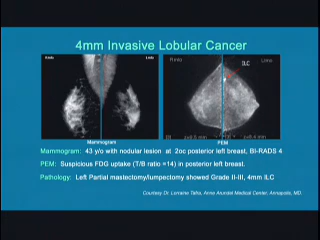 4mm Invasive Lobular Cancer
ILC
Mammogram
PEM
Mammogram: 43 y/o with nodular lesion at 2oc posterior left breast, BI-RADS 4
PEM: Suspicious FDG uptake (T/B ratio =14) in posterior left breast.
Pathology: Left Partial mastectomy/lumpectomy showed Grade II-III, 4mm ILC
Courtesy Dr. Lorraine Tafra, Anne Arundel Medical Center, Annapolis, MD.